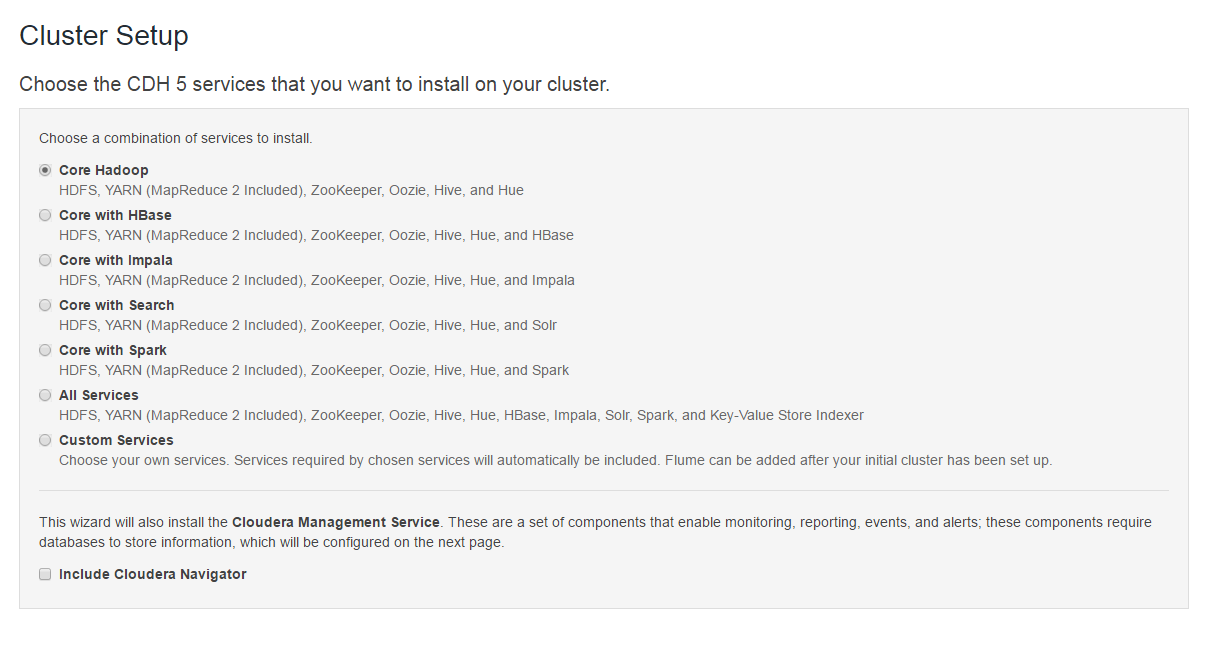 Cluster Setup
Choose the CDH 5 services that you want to install on your cluster.
Choose a combination of services to install.
Core Hadoop
HDFS, YARN (MapReduce 2 Included), ZooKeeper, Oozie, Hive, and Hue
Core with HBase
HDFS, YARN (MapReduce 2 Included), ZooKeeper, Oozie, Hive, Hue, and HBase
Core with Impala
HDFS, YARN (MapReduce 2 Included), ZooKeeper, Oozie, Hive, Hue, and Impala
Core with Search
HDFS, YARN (MapReduce 2 Included), ZooKeeper, Oozie, Hive, Hue, and Solr
Core with Spark
HDFS, YARN (MapReduce 2 Included), ZooKeeper, Oozie, Hive, Hue, and Spark
All Services
HDFS, YARN (MapReduce 2 Included), ZooKeeper, Oozie, Hive, Hue, HBase, Impala, Solr, Spark, and Key-Value Store Indexer
Custom Services
Choose your own services. Services required by chosen services will automatically be included. Flume can be added after your initial cluster has been set up.
This wizard will also install the Cloudera Management Service. These are a set of components that enable monitoring, reporting, events, and alerts; these components require
databases to store information, which will be configured on the next page.
Include Cloudera Navigator